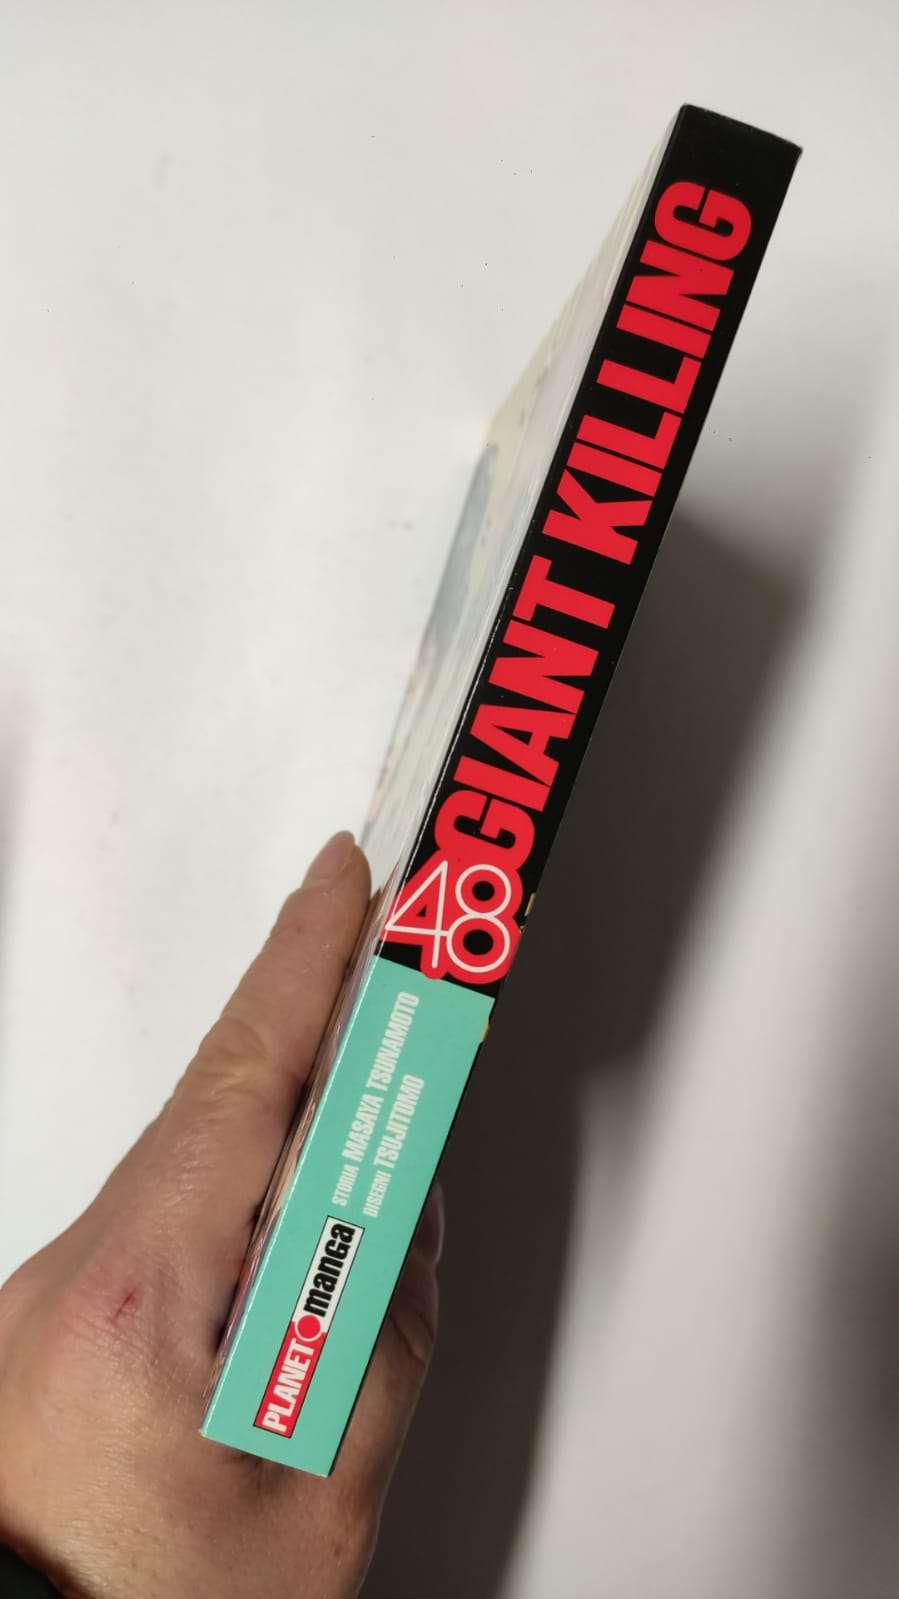 GIANT KILLING
48
STORIA MASAYA TSUNAMOTO
DISEGNI TSUJITOMO
PLANET manga